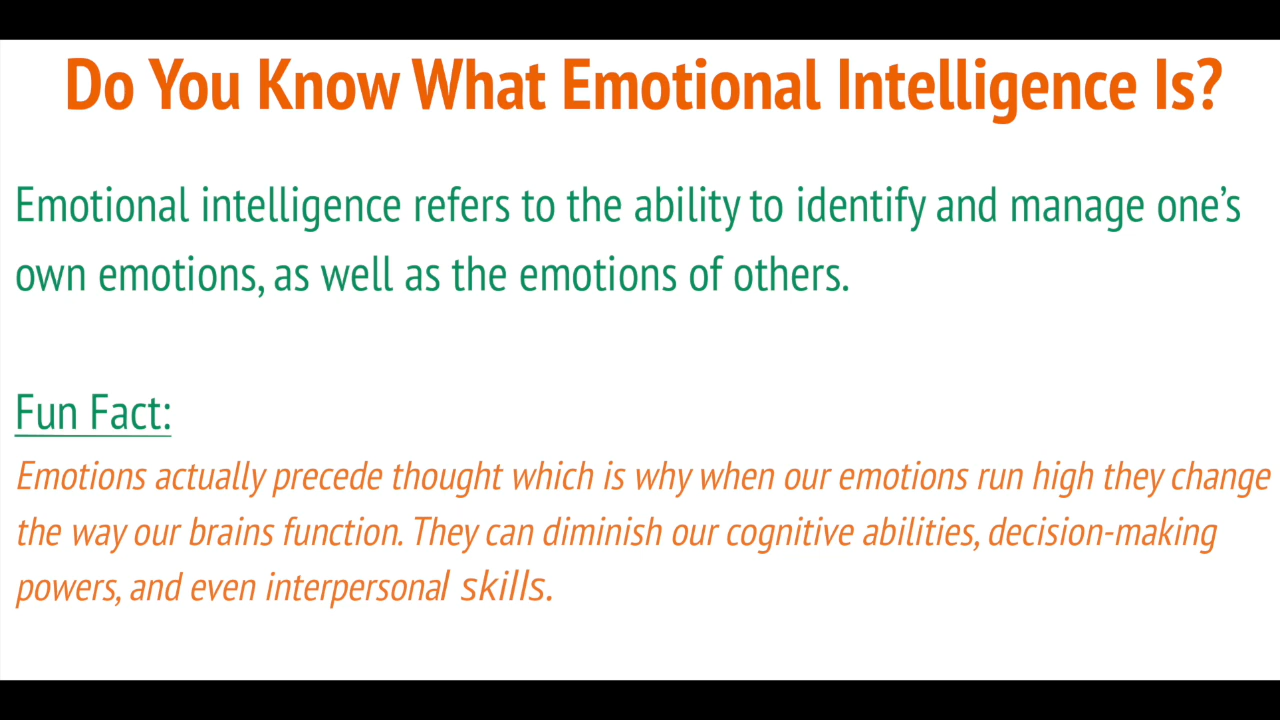 Do You Know What Emotional Intelligence Is?
Emotional intelligence refers to the ability to identify and manage one’s
own emotions, as well as the emotions of others.
Fun Fact:
Emotions actually precede thought which is why when our emotions run high they change
the way our brains function. They can diminish our cognitive abilities, decision-making
powers, and even interpersonal skills.